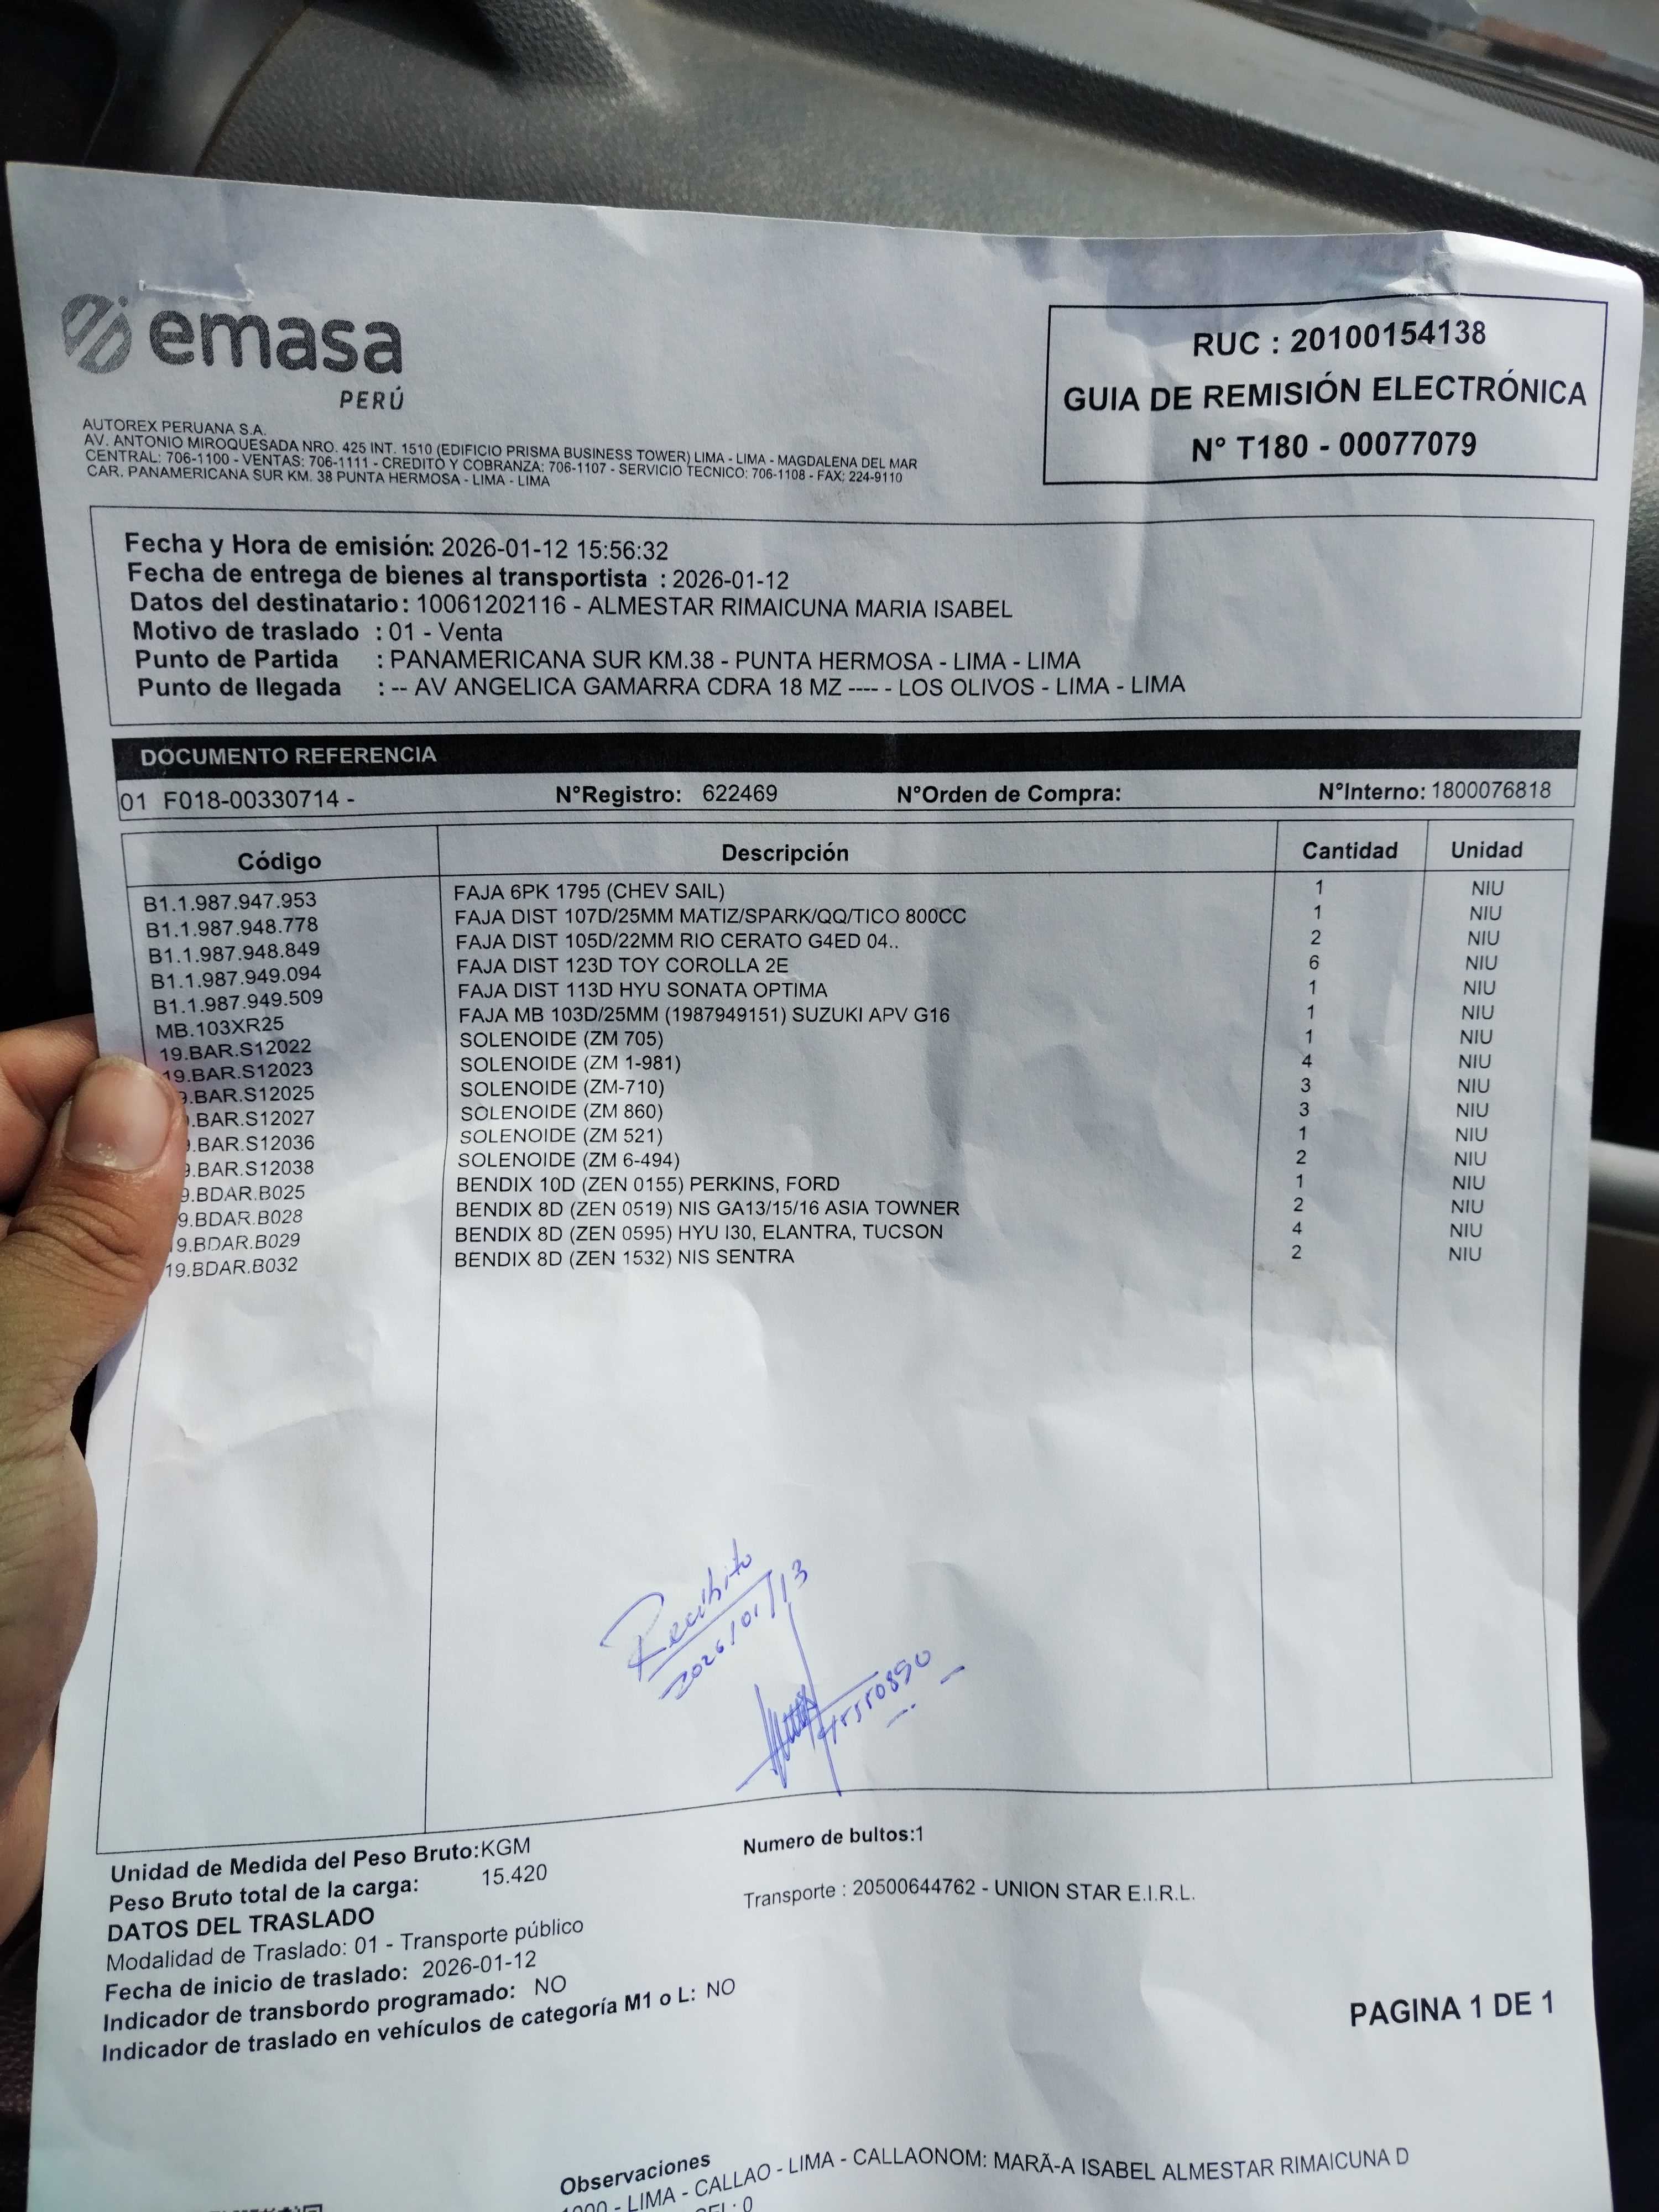 emasa
PERÚ
AUTOREX PERUANA S.A.
AV. ANTONIO MIROQUESADA NRO. 425 INT. 1510 (EDIFICIO PRISMA BUSINESS TOWER) LIMA - LIMA - MAGDALENA DEL MAR
CENTRAL: 706-1100 - VENTAS: 706-1111 - CREDITO Y COBRANZA: 706-1107 - SERVICIO TECNICO: 706-1108 - FAX: 224-9110
CAR. PANAMERICANA SUR KM. 38 PUNTA HERMOSA - LIMA - LIMA
RUC : 20100154138
GUIA DE REMISIÓN ELECTRÓNICA
N° T180 - 00077079
Fecha y Hora de emisión: 2026-01-12 15:56:32
Fecha de entrega de bienes al transportista : 2026-01-12
Datos del destinatario: 10061202116 - ALMESTAR RIMAICUNA MARIA ISABEL
Motivo de traslado : 01 - Venta
Punto de Partida : PANAMERICANA SUR KM.38 - PUNTA HERMOSA - LIMA - LIMA
Punto de llegada : -- AV ANGELICA GAMARRA CDRA 18 MZ ---- - LOS OLIVOS - LIMA - LIMA
DOCUMENTO REFERENCIA
01 F018-00330714 - N°Registro: 622469 N°Orden de Compra: N°Interno: 1800076818
Código Descripción Cantidad Unidad
B1.1.987.947.953 FAJA 6PK 1795 (CHEV SAIL) 1 NIU
B1.1.987.948.778 FAJA DIST 107D/25MM MATIZ/SPARK/QQ/TICO 800CC 1 NIU
B1.1.987.948.849 FAJA DIST 105D/22MM RIO CERATO G4ED 04.. 2 NIU
B1.1.987.949.094 FAJA DIST 123D TOY COROLLA 2E 6 NIU
B1.1.987.949.509 FAJA DIST 113D HYU SONATA OPTIMA 1 NIU
MB.103XR25 FAJA MB 103D/25MM (1987949151) SUZUKI APV G16 1 NIU
19.BAR.S12022 SOLENOIDE (ZM 705) 1 NIU
19.BAR.S12023 SOLENOIDE (ZM 1-981) 4 NIU
9.BAR.S12025 SOLENOIDE (ZM-710) 3 NIU
.BAR.S12027 SOLENOIDE (ZM 860) 3 NIU
9.BAR.S12036 SOLENOIDE (ZM 521) 1 NIU
9.BAR.S12038 SOLENOIDE (ZM 6-494) 2 NIU
9.BDAR.B025 BENDIX 10D (ZEN 0155) PERKINS, FORD 1 NIU
9.BDAR.B028 BENDIX 8D (ZEN 0519) NIS GA13/15/16 ASIA TOWNER 2 NIU
19.BDAR.B029 BENDIX 8D (ZEN 0595) HYU I30, ELANTRA, TUCSON 4 NIU
19.BDAR.B032 BENDIX 8D (ZEN 1532) NIS SENTRA 2 NIU
Recibito
2026/01/13
Unidad de Medida del Peso Bruto: KGM
Peso Bruto total de la carga: 15.420
Numero de bultos:1
Transporte : 20500644762 - UNION STAR E.I.R.L.
DATOS DEL TRASLADO
Modalidad de Traslado: 01 - Transporte público
Fecha de inicio de traslado: 2026-01-12
Indicador de transbordo programado: NO
Indicador de traslado en vehículos de categoría M1 o L: NO
PAGINA 1 DE 1
Observaciones
1000 - LIMA - CALLAO - LIMA - CALLAONOM: MARÃ-A ISABEL ALMESTAR RIMAICUNA D